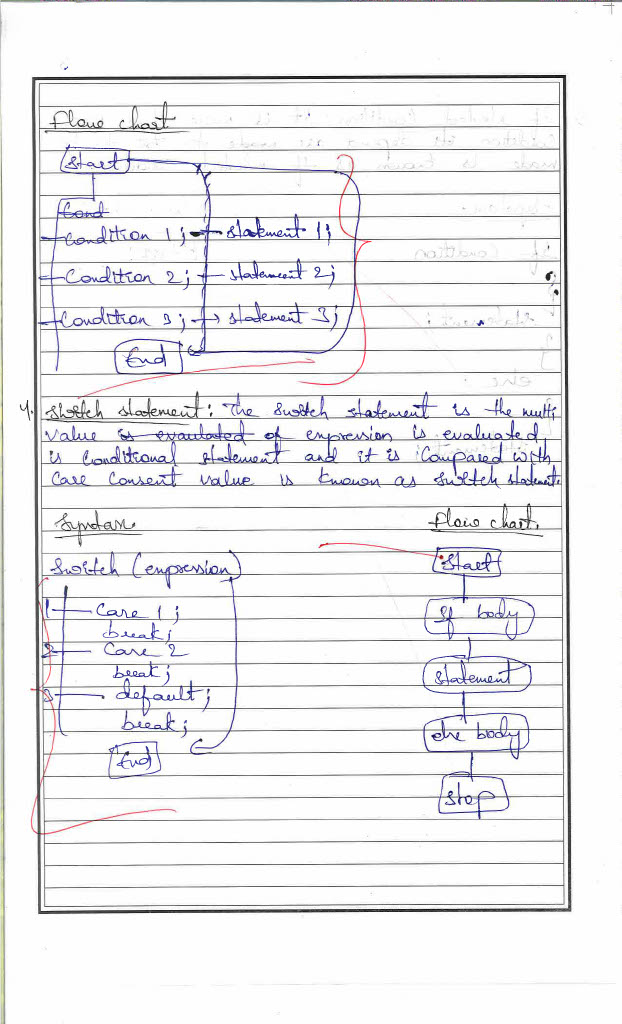 Flow chart
Start
Cond
Condition 1; statement 1;
Condition 2; statement 2;
Condition 3; statement 3;
End
4. Switch statement: The Switch statement is the multi
value is evaulated of expression is evaluated
is Conditional statement and it is Compared with
Case Consent value is known as switch statement.
Syntax Flow chart.
Switch (expression) Start
1 Case 1;
break; If body
2 Case 2
break; statement
3 default;
break; else body
End
stop